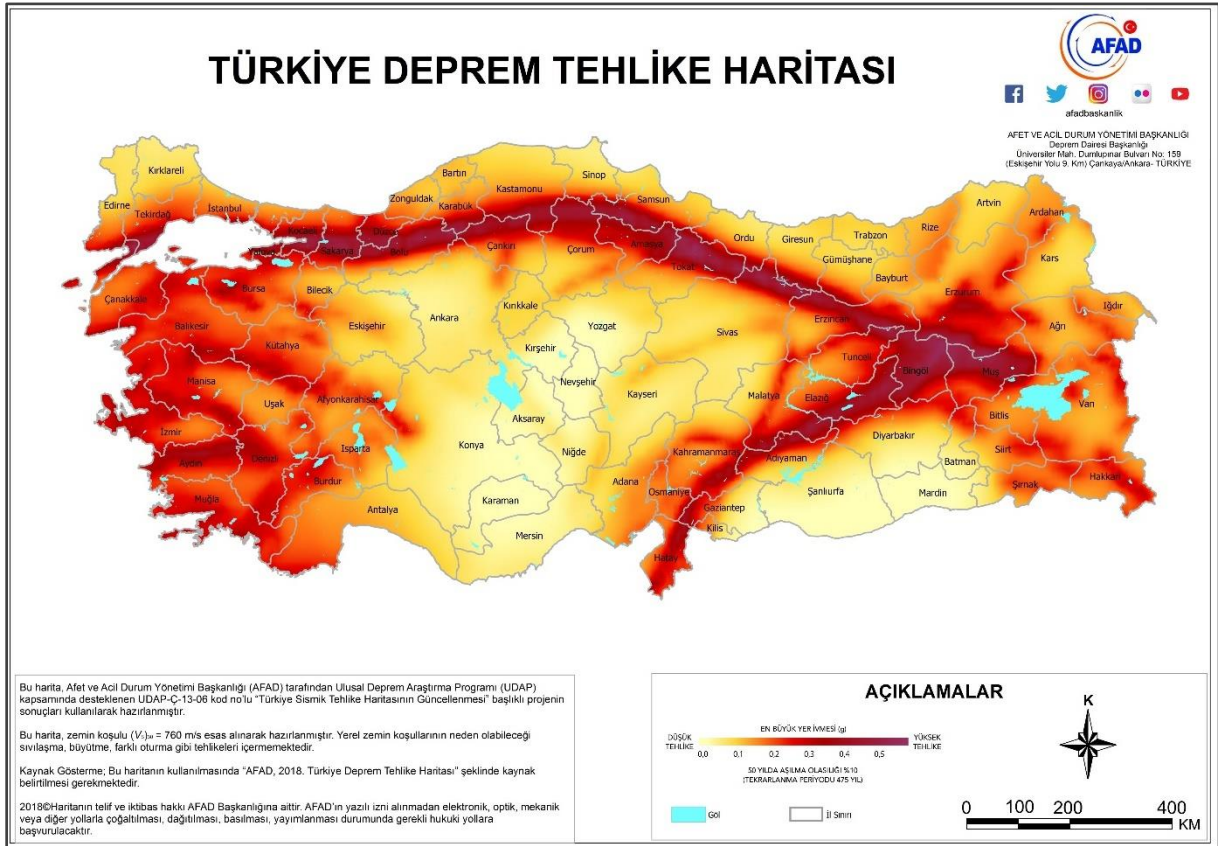 TÜRKİYE DEPREM TEHLİKE HARİTASI
AFAD
afadbaskanlik
AFET VE ACİL DURUM YÖNETİMİ BAŞKANLIĞI
Deprem Dairesi Başkanlığı
Üniversiler Mah. Dumlupınar Bulvarı No: 159
(Eskişehir Yolu 9. Km) Çankaya/Ankara- TÜRKİYE
Kırklareli
Edirne
Tekirdağ
İstanbul
Kocaeli
Yalova
Sakarya
Düzce
Bolu
Zonguldak
Bartın
Karabük
Kastamonu
Sinop
Samsun
Çankırı
Çorum
Amasya
Tokat
Ordu
Giresun
Trabzon
Gümüşhane
Bayburt
Rize
Artvin
Ardahan
Kars
Iğdır
Ağrı
Erzurum
Erzincan
Çanakkale
Bursa
Bilecik
Balıkesir
Kütahya
Eskişehir
Ankara
Kırıkkale
Yozgat
Kırşehir
Nevşehir
Sivas
Kayseri
Tunceli
Bingöl
Muş
Elazığ
Malatya
Bitlis
Van
Manisa
Uşak
Afyonkarahisar
İzmir
Aydın
Denizli
Isparta
Burdur
Muğla
Antalya
Konya
Aksaray
Niğde
Karaman
Mersin
Adana
Osmaniye
Kahramanmaraş
Adıyaman
Gaziantep
Kilis
Hatay
Şanlıurfa
Diyarbakır
Batman
Mardin
Siirt
Şırnak
Hakkari
Bu harita, Afet ve Acil Durum Yönetimi Başkanlığı (AFAD) tarafından Ulusal Deprem Araştırma Programı (UDAP)
kapsamında desteklenen UDAP-Ç-13-06 kod no'lu "Türkiye Sismik Tehlike Haritasının Güncellenmesi" başlıklı projenin
sonuçları kullanılarak hazırlanmıştır.
Bu harita, zemin koşulu (Vₛ)₃₀ = 760 m/s esas alınarak hazırlanmıştır. Yerel zemin koşullarının neden olabileceği
sıvılaşma, büyütme, farklı oturma gibi tehlikeleri içermemektedir.
Kaynak Gösterme; Bu haritanın kullanılmasında "AFAD, 2018. Türkiye Deprem Tehlike Haritası" şeklinde kaynak
belirtilmesi gerekmektedir.
2018©Haritanın telif ve iktibas hakkı AFAD Başkanlığına aittir. AFAD'ın yazılı izni alınmadan elektronik, optik, mekanik
veya diğer yollarla çoğaltılması, dağıtılması, basılması, yayımlanması durumunda gerekli hukuki yollara
başvurulacaktır.
AÇIKLAMALAR
EN BÜYÜK YER İVMESİ (g)
DÜŞÜK TEHLİKE
YÜKSEK TEHLİKE
0,0 0,1 0,2 0,3 0.4 0.5
50 YILDA AŞILMA OLASILIĞI %10
(TEKRARLANMA PERİYODU 475 YIL)
Göl
İl Sınırı
K
0 100 200 400
KM